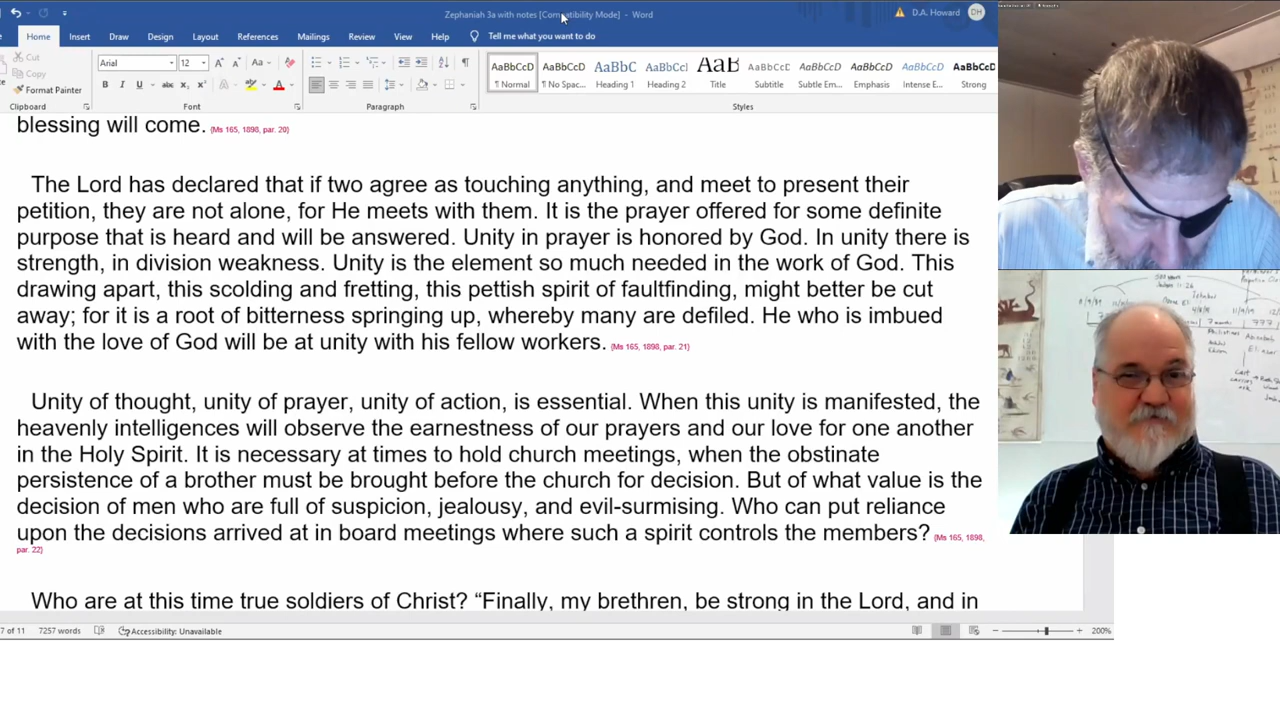 Zephaniah 3a with notes [Compatibility Mode] - Word
D.A. Howard
DH
Home Insert Draw Design Layout References Mailings Review View Help Tell me what you want to do
Cut
Copy
Format Painter
Clipboard
Arial 12
Font
Paragraph
AaBbCcD AaBbCcD AaBbC AaBbCcl AaB AaBbCcD AaBbCcD AaBbCcD AaBbCcD AaBbCcD
¶ Normal ¶ No Spac... Heading 1 Heading 2 Title Subtitle Subtle Em... Emphasis Intense E... Strong
Styles
blessing will come. {Ms 165, 1898, par. 20}
The Lord has declared that if two agree as touching anything, and meet to present their
petition, they are not alone, for He meets with them. It is the prayer offered for some definite
purpose that is heard and will be answered. Unity in prayer is honored by God. In unity there is
strength, in division weakness. Unity is the element so much needed in the work of God. This
drawing apart, this scolding and fretting, this pettish spirit of faultfinding, might better be cut
away; for it is a root of bitterness springing up, whereby many are defiled. He who is imbued
with the love of God will be at unity with his fellow workers. {Ms 165, 1898, par. 21}
Unity of thought, unity of prayer, unity of action, is essential. When this unity is manifested, the
heavenly intelligences will observe the earnestness of our prayers and our love for one another
in the Holy Spirit. It is necessary at times to hold church meetings, when the obstinate
persistence of a brother must be brought before the church for decision. But of what value is the
decision of men who are full of suspicion, jealousy, and evil-surmising. Who can put reliance
upon the decisions arrived at in board meetings where such a spirit controls the members? {Ms 165, 1898,
par. 22}
Who are at this time true soldiers of Christ? “Finally, my brethren, be strong in the Lord, and in
7 of 11 7257 words Accessibility: Unavailable 200%
11/9/19
7 months
777
Philistines
cart
carries
ark